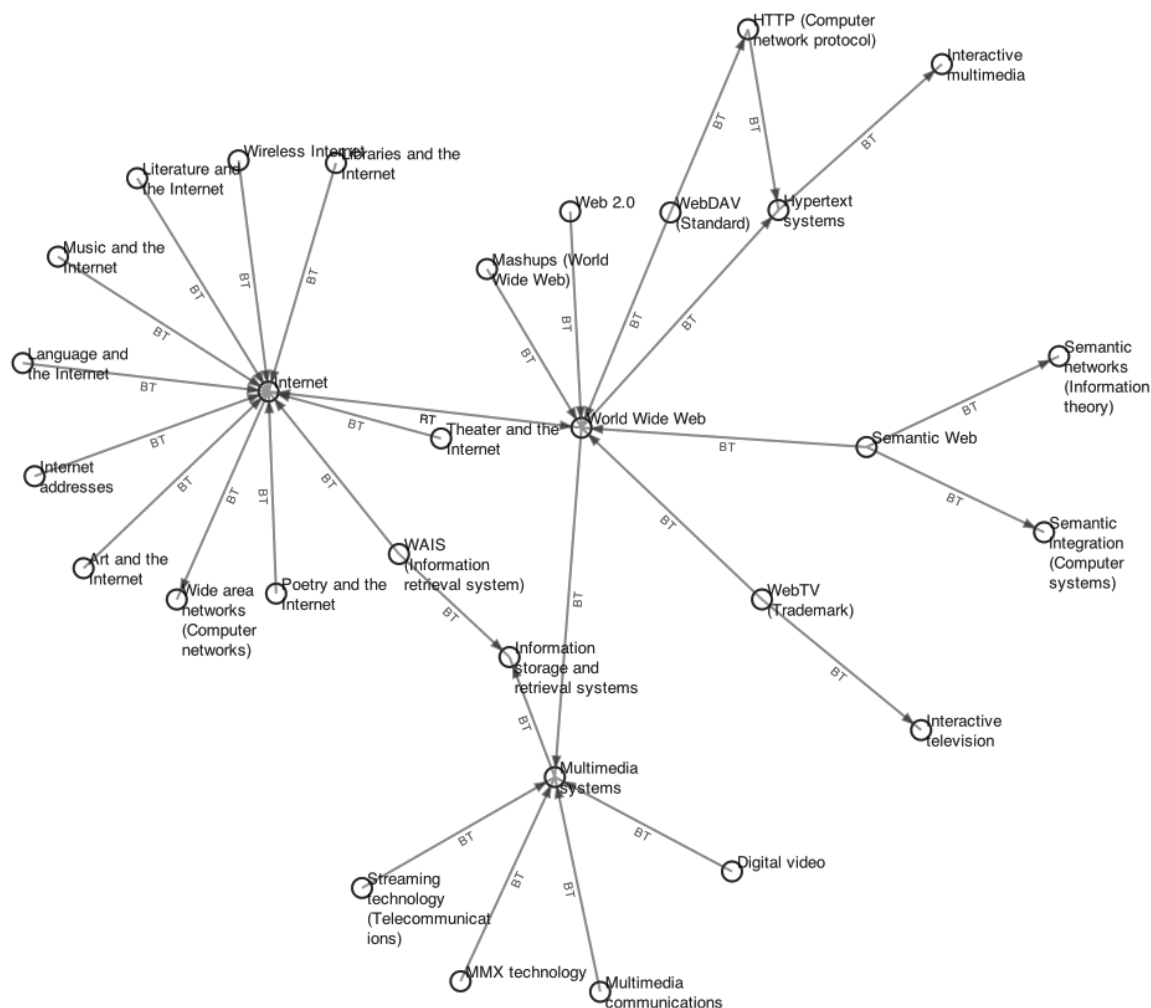 HTTP (Computer
network protocol)
Interactive
multimedia
BT
BT
BT
Wireless Internet
Libraries and the
Internet
Literature and
the Internet
Web 2.0
WebDAV
(Standard)
Hypertext
systems
Music and the
Internet
Mashups (World
Wide Web)
BT
BT
BT
BT
BT
BT
BT
BT
Language and
the Internet
BT
Internet
BT
Semantic
networks
(Information
theory)
BT
RT
BT
World Wide Web
Theater and the
Internet
BT
Semantic Web
BT
Internet
addresses
BT
BT
BT
BT
BT
BT
Semantic
Integration
(Computer
systems)
Art and the
Internet
Wide area
networks
(Computer
networks)
Poetry and the
Internet
WAIS
(Information
retrieval system)
BT
WebTV
(Trademark)
BT
Information
storage and
retrieval systems
BT
BT
Interactive
television
Multimedia
systems
BT
BT
Digital video
BT
BT
Streaming
technology
(Telecommunicat
ions)
MMX technology
Multimedia
communications